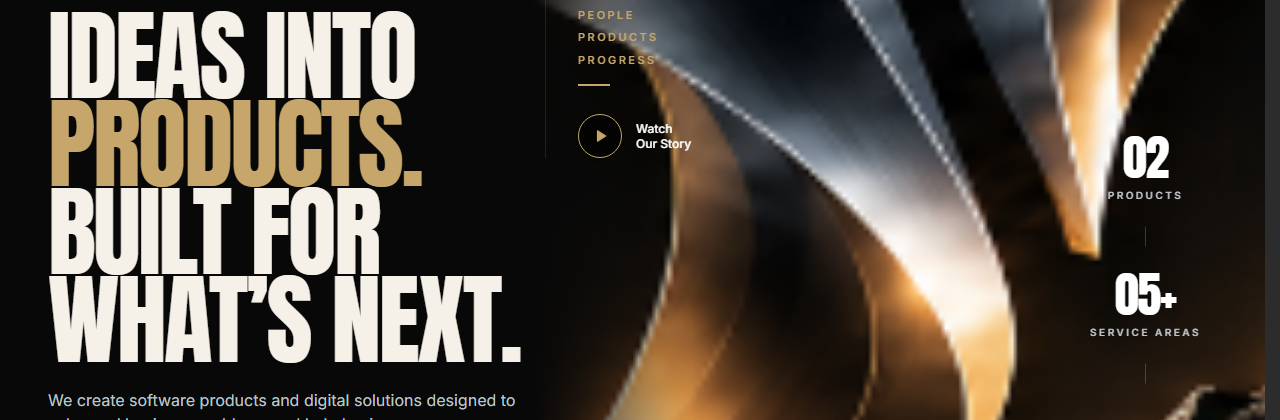 IDEAS INTO
PRODUCTS.
BUILT FOR
WHAT'S NEXT.
We create software products and digital solutions designed to
PEOPLE
PRODUCTS
PROGRESS
Watch
Our Story
02
PRODUCTS
05+
SERVICE AREAS